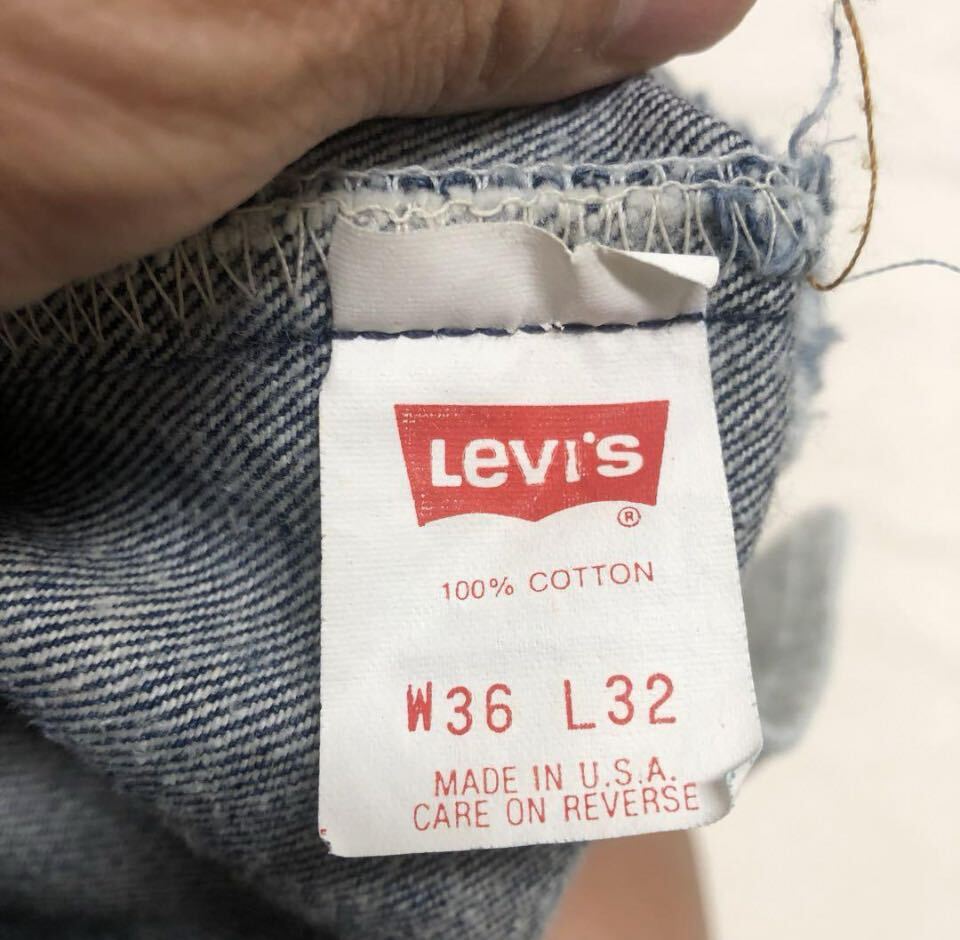 Levi's
®
100% COTTON
W36 L32
MADE IN U.S.A.
CARE ON REVERSE